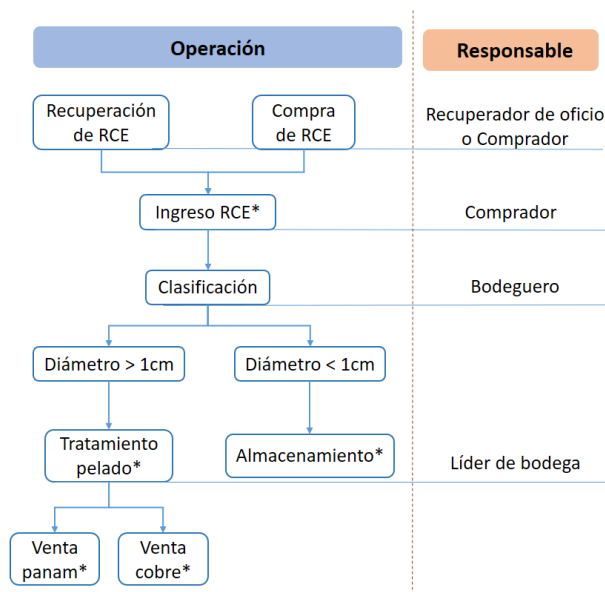 Operación
Responsable
Recuperación
de RCE
Compra
de RCE
Recuperador de oficio
o Comprador
Ingreso RCE*
Comprador
Clasificación
Bodeguero
Diámetro > 1cm
Diámetro < 1cm
Tratamiento
pelado*
Almacenamiento*
Líder de bodega
Venta
panam*
Venta
cobre*